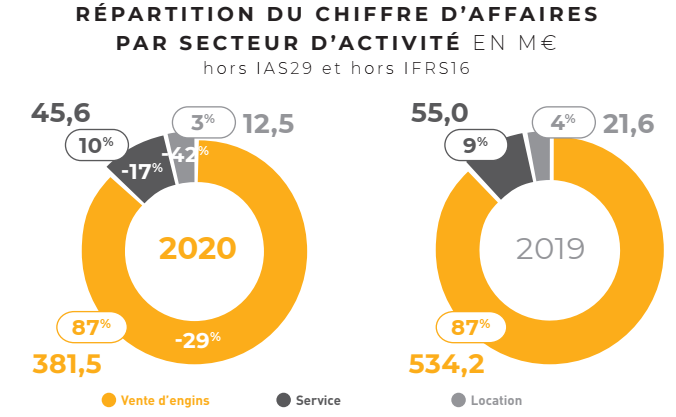 RÉPARTITION DU CHIFFRE D'AFFAIRES
PAR SECTEUR D'ACTIVITÉ EN M€
hors IAS29 et hors IFRS16
45,6
10%
-17%
3%
12,5
-42%
2020
87%
381,5
-29%
55,0
9%
4%
21,6
2019
87%
534,2
Vente d'engins
Service
Location